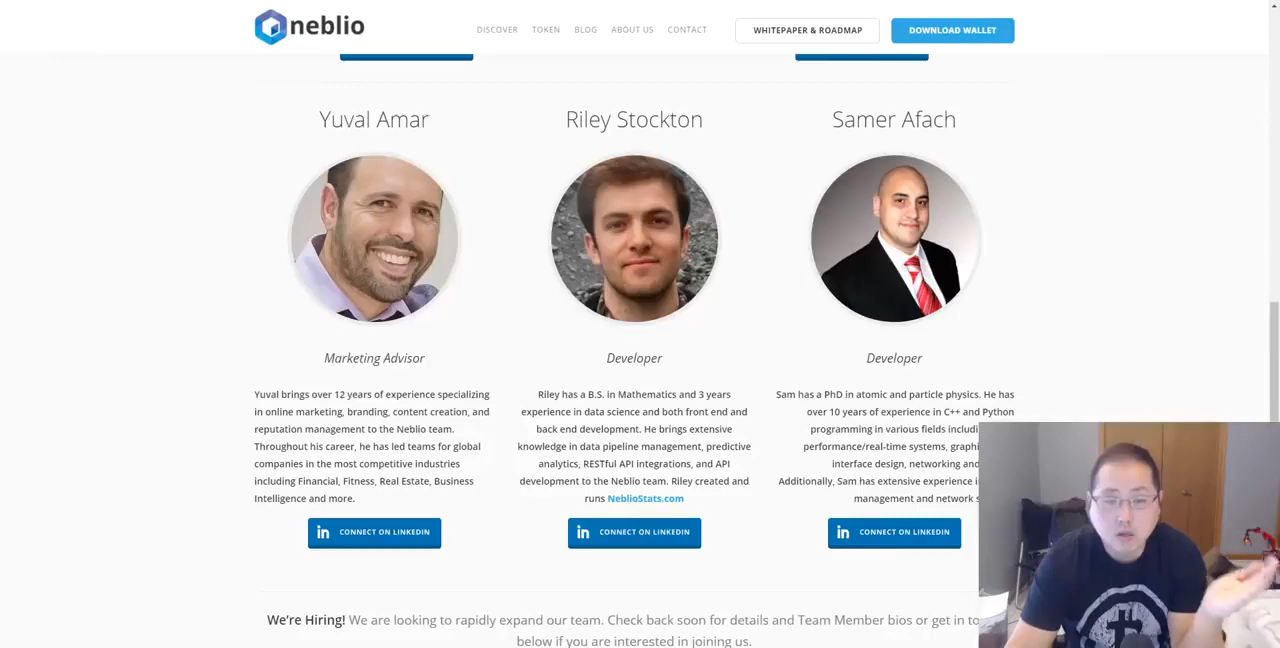 neblio
DISCOVER TOKEN BLOG ABOUT US CONTACT WHITEPAPER & ROADMAP DOWNLOAD WALLET
Yuval Amar
Marketing Advisor
Yuval brings over 12 years of experience specializing
in online marketing, branding, content creation, and
reputation management to the Neblio team.
Throughout his career, he has led teams for global
companies in the most competitive industries
including Financial, Fitness, Real Estate, Business
Intelligence and more.
in CONNECT ON LINKEDIN
Riley Stockton
Developer
Riley has a B.S. in Mathematics and 3 years
experience in data science and both front end and
back end development. He brings extensive
knowledge in data pipeline management, predictive
analytics, RESTful API integrations, and API
development to the Neblio team. Riley created and
runs NeblioStats.com
in CONNECT ON LINKEDIN
Samer Afach
Developer
Sam has a PhD in atomic and particle physics. He has
over 10 years of experience in C++ and Python
programming in various fields includi
performance/real-time systems, graphi
interface design, networking and
Additionally, Sam has extensive experience i
management and network s
in CONNECT ON LINKEDIN
We're Hiring! We are looking to rapidly expand our team. Check back soon for details and Team Member bios or get in to
below if you are interested in joining us.